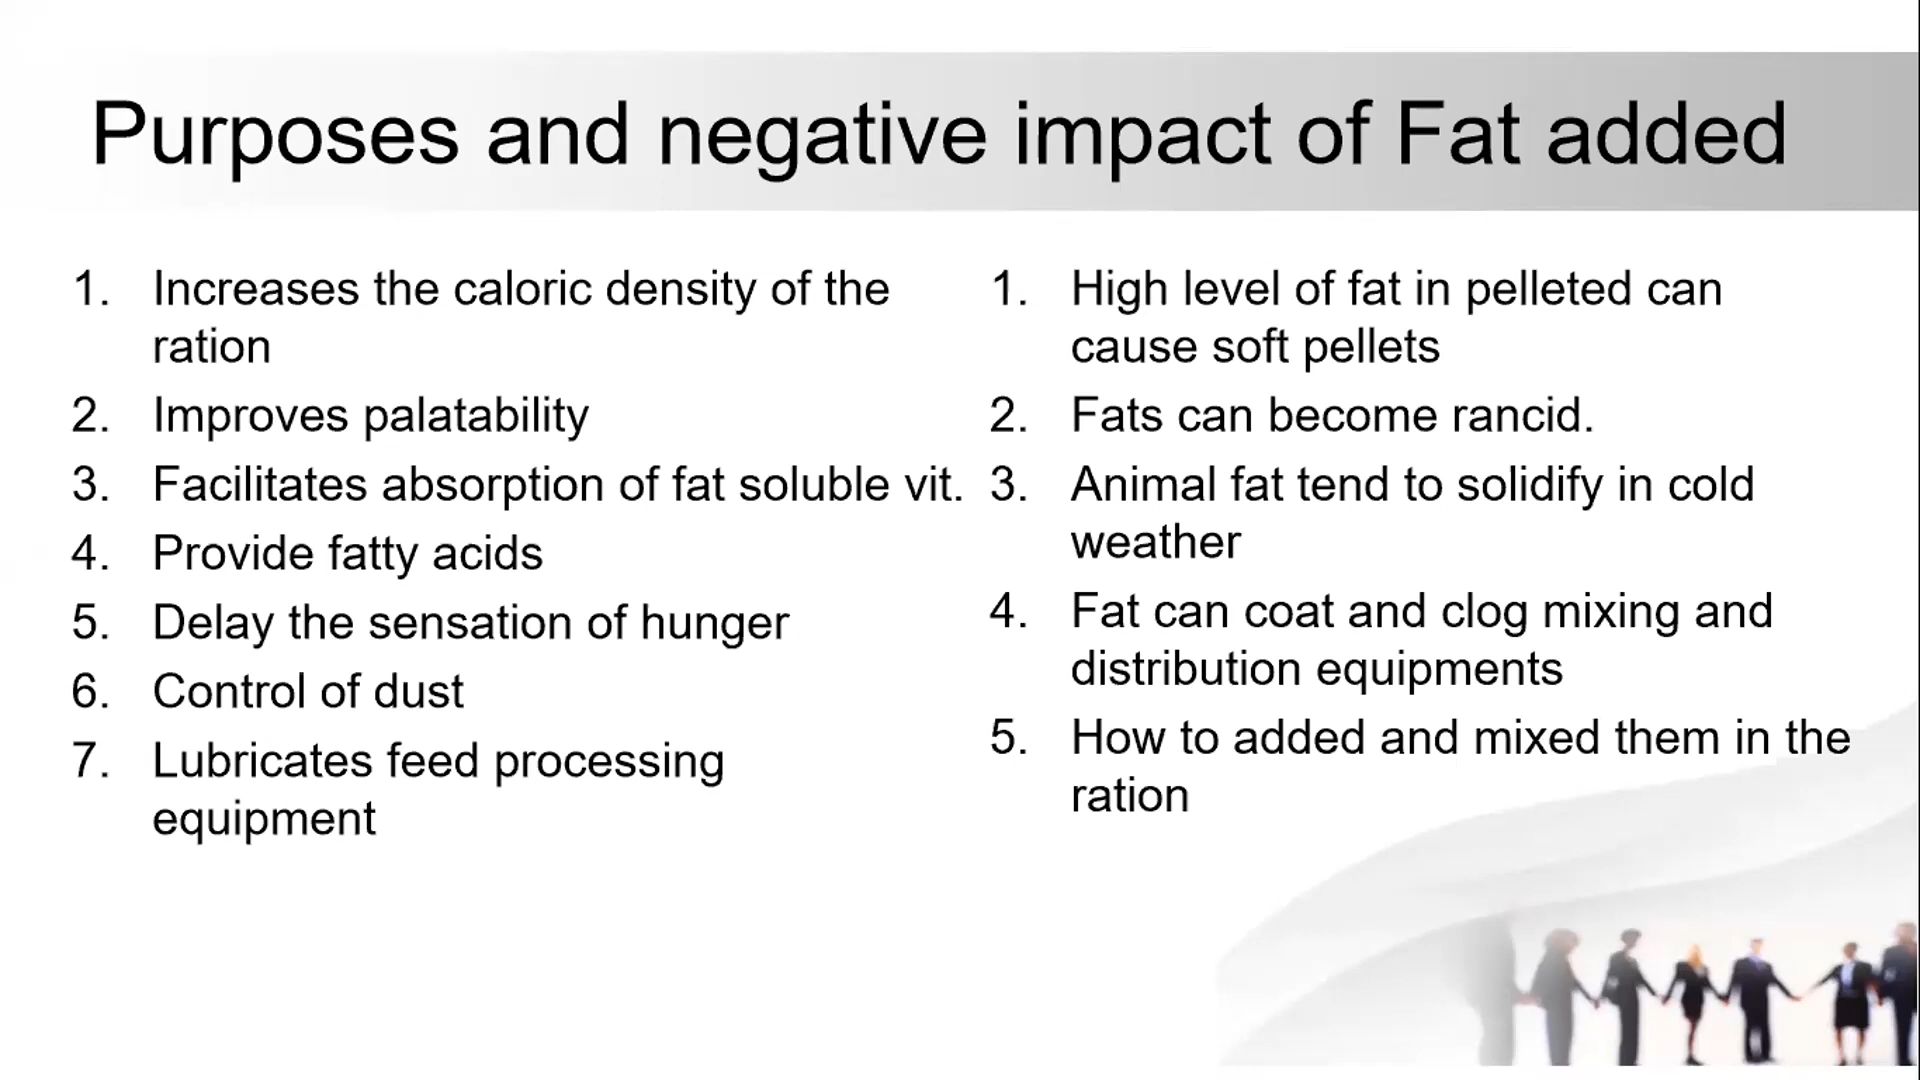 Purposes and negative impact of Fat added
1. Increases the caloric density of the
ration
2. Improves palatability
3. Facilitates absorption of fat soluble vit.
4. Provide fatty acids
5. Delay the sensation of hunger
6. Control of dust
7. Lubricates feed processing
equipment
1. High level of fat in pelleted can
cause soft pellets
2. Fats can become rancid.
3. Animal fat tend to solidify in cold
weather
4. Fat can coat and clog mixing and
distribution equipments
5. How to added and mixed them in the
ration